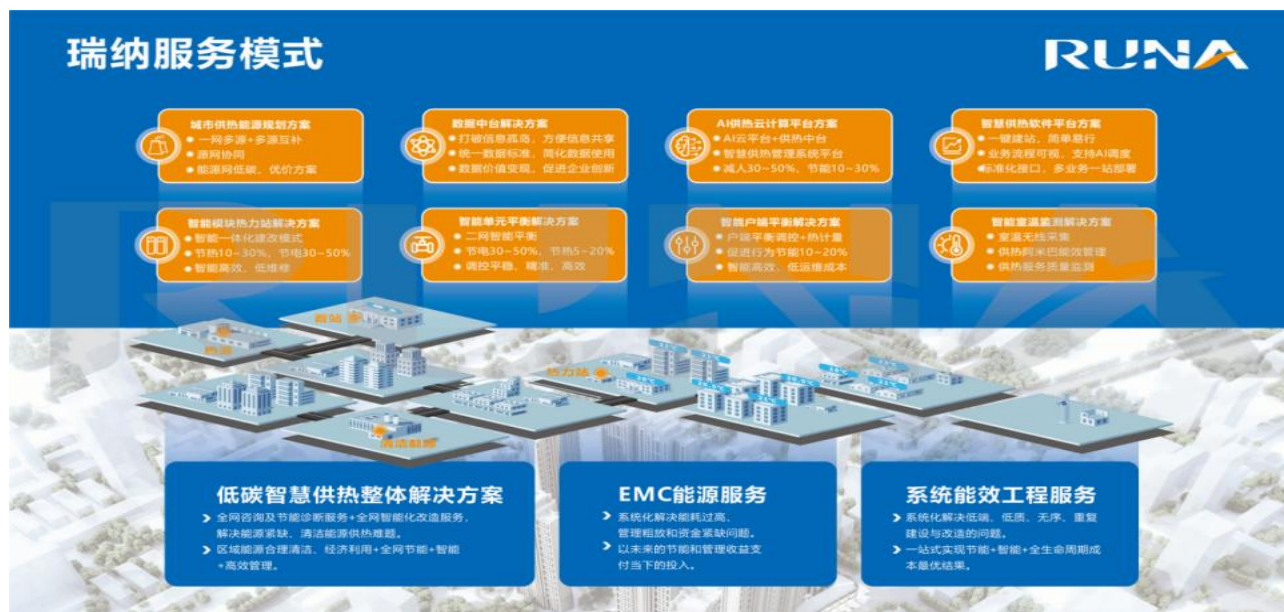 瑞纳服务模式
RUNA
城市供热能源规划方案
一网多源+多源互补
源网协同
能源网低碳、优价方案
数据中台解决方案
打破信息孤岛，方便信息共享
统一数据标准，简化数据使用
数据价值变现，促进企业创新
AI供热云计算平台方案
AI云平台+供热中台
智慧供热管理系统平台
减人30~50%，节能10~30%
智慧供热软件平台方案
一键建站，简单易行
业务流程可视，支持AI调度
标准化接口，多业务一站部署
智能模块热力站解决方案
智能一体化建改模式
节热10~30%，节电30~50%
智能高效、低维修
智能单元平衡解决方案
二网智能平衡
节电30~50%，节热5~20%
调控平稳、精准、高效
智能户端平衡解决方案
户端平衡调控+热计量
促进行为节能10~20%
智能高效、低运维成本
智能室温监测解决方案
室温无线采集
供热阿米巴能效管理
供热服务质量监测
热源
热力站
清洁能源
低碳智慧供热整体解决方案
全网咨询及节能诊断服务+全网智能化改造服务，
解决能源紧缺、清洁能源供热难题。
区域能源合理清洁、经济利用+全网节能+智能
+高效管理。
EMC能源服务
系统化解决能耗过高、
管理粗放和资金紧缺问题。
以未来的节能和管理收益支
付当下的投入。
系统能效工程服务
系统化解决低端、低质、无序、重复
建设与改造的问题。
一站式实现节能+智能+全生命周期成
本最优结果。